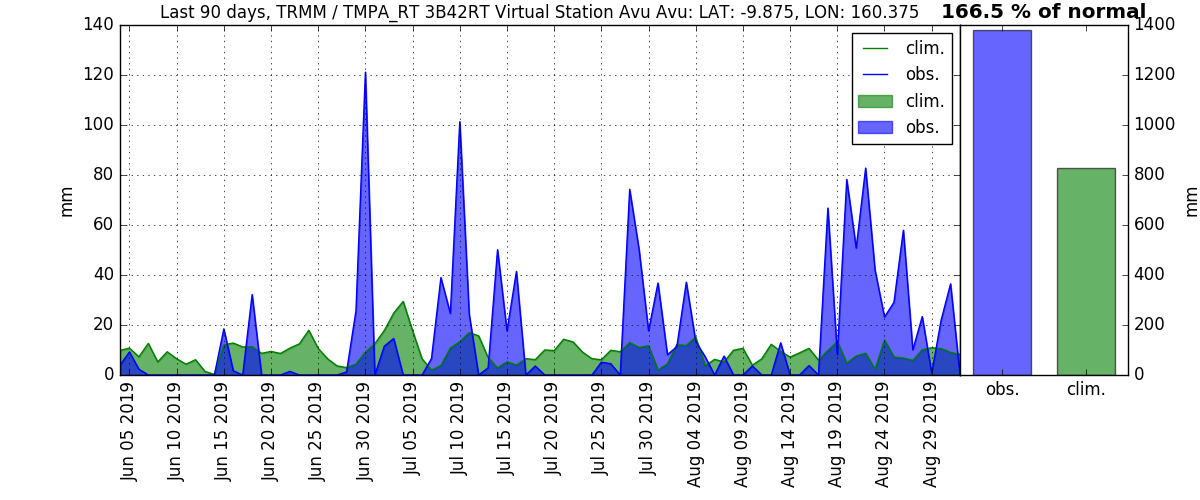 Last 90 days, TRMM / TMPA_RT 3B42RT Virtual Station Avu Avu: LAT: -9.875, LON: 160.375
166.5 % of normal
140
120
100
80
60
40
20
0
mm
clim.
obs.
clim.
obs.
1400
1200
1000
800
600
400
200
0
mm
Jun 05 2019
Jun 10 2019
Jun 15 2019
Jun 20 2019
Jun 25 2019
Jun 30 2019
Jul 05 2019
Jul 10 2019
Jul 15 2019
Jul 20 2019
Jul 25 2019
Jul 30 2019
Aug 04 2019
Aug 09 2019
Aug 14 2019
Aug 19 2019
Aug 24 2019
Aug 29 2019
obs.
clim.